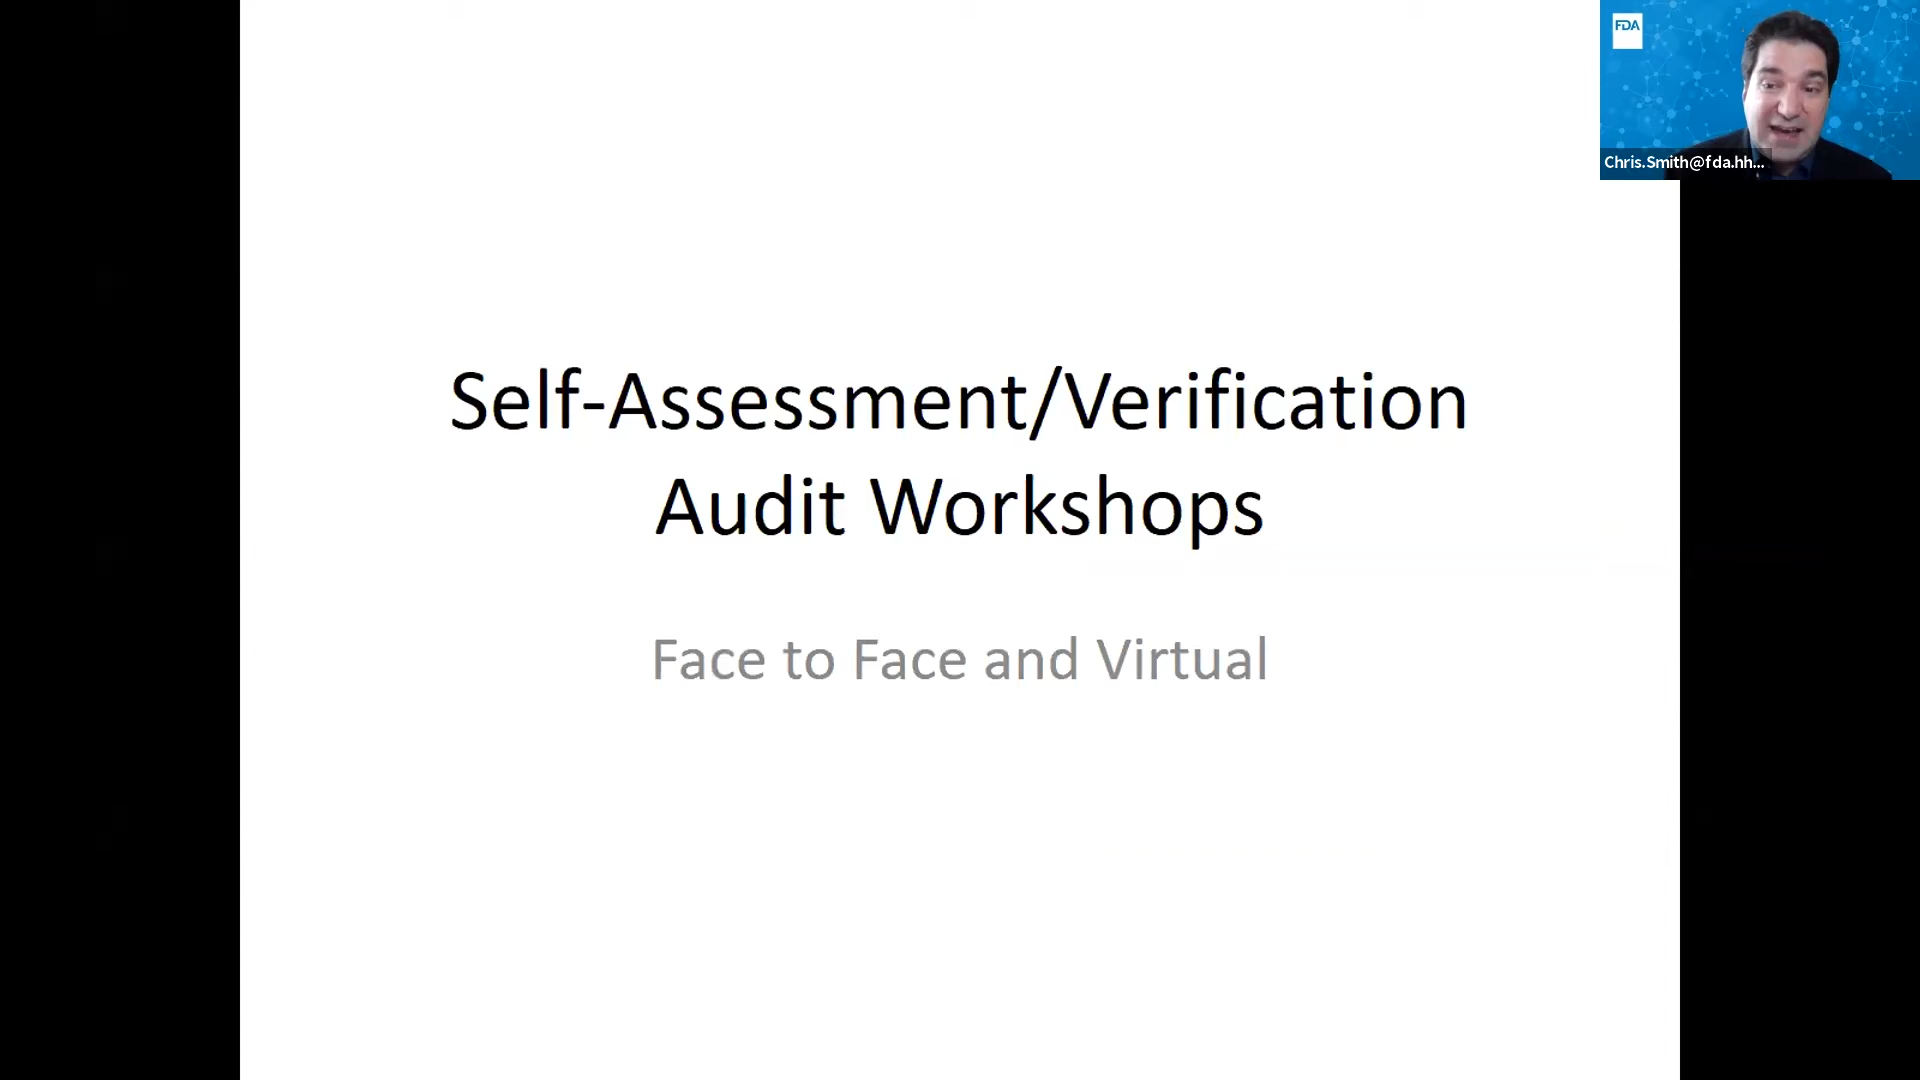 FDA
Chris.Smith@fda.hh...
Self-Assessment/Verification
Audit Workshops
Face to Face and Virtual